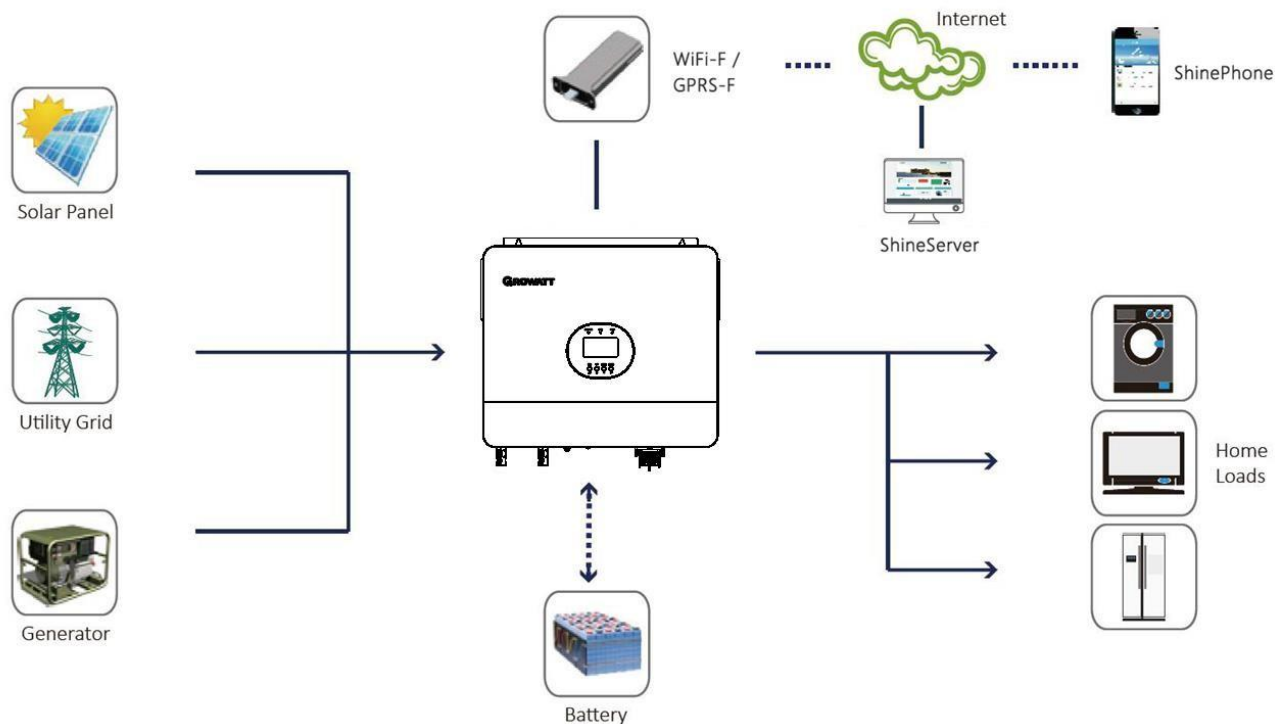 Internet
WiFi-F /
GPRS-F
ShinePhone
Solar Panel
ShineServer
GROWATT
Utility Grid
Home
Loads
Generator
Battery